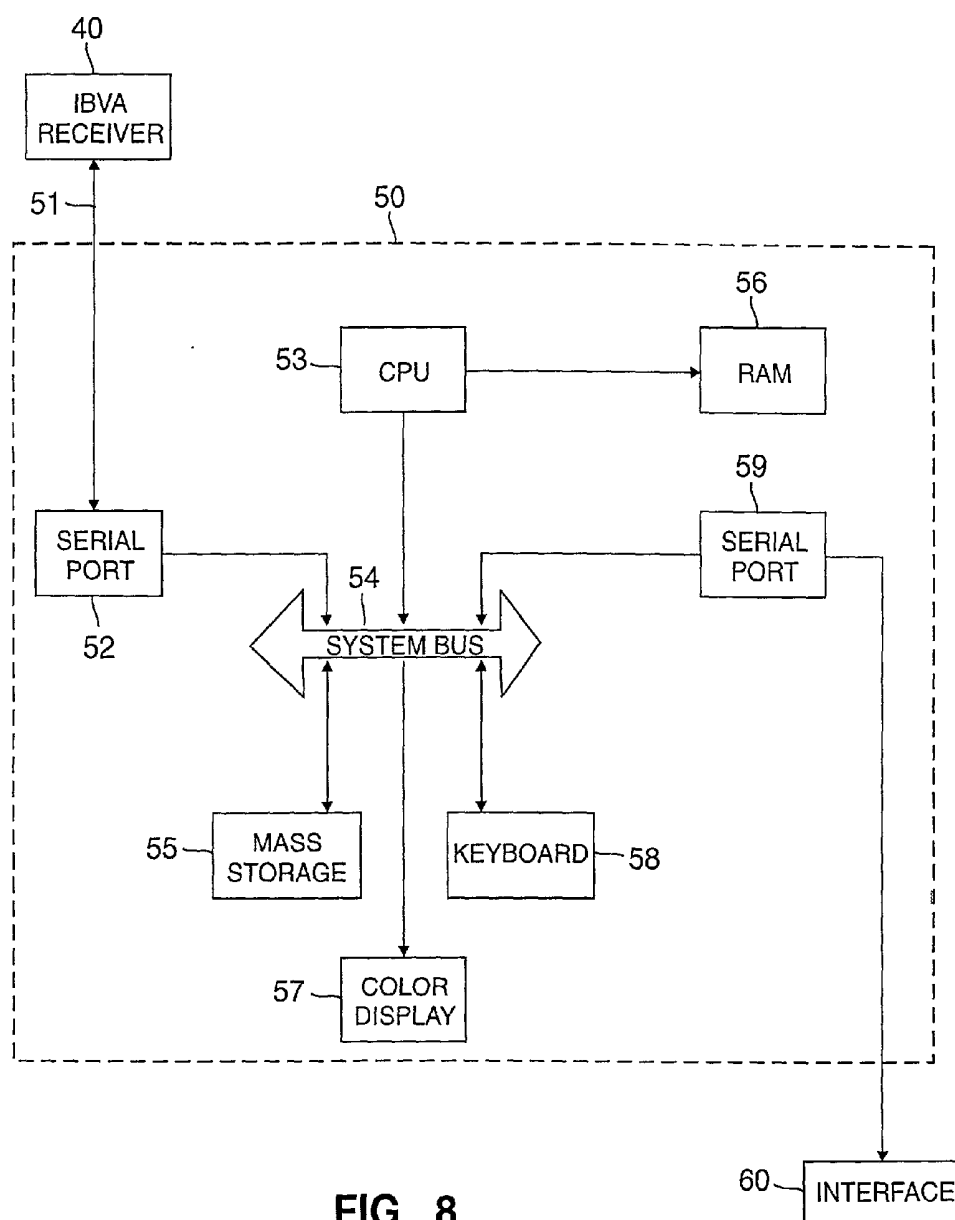 40
IBVA
RECEIVER
51
50
56
53
CPU
RAM
59
SERIAL
PORT
52
54
SERIAL
PORT
SYSTEM BUS
55
MASS
STORAGE
KEYBOARD
58
57
COLOR
DISPLAY
60
INTERFACE
FIG. 8